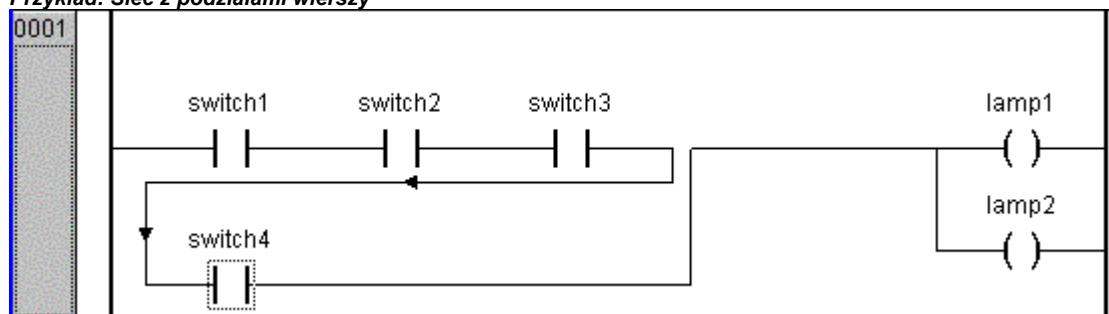 Przykład: Sieć z podziałami wierszy
0001
switch1 switch2 switch3 lamp1
lamp2
switch4